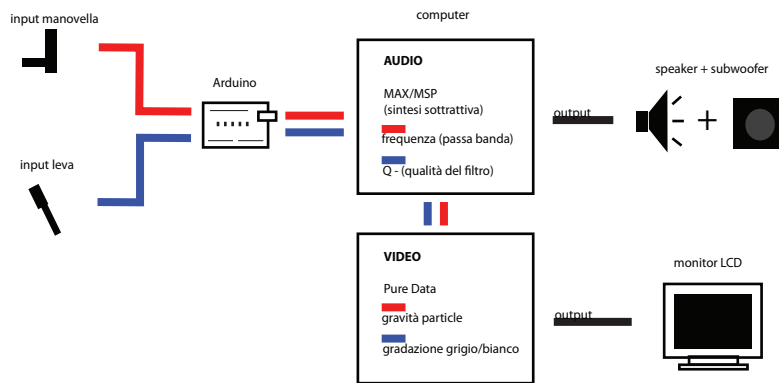 input manovella
input leva
Arduino
computer
AUDIO
MAX/MSP
(sintesi sottrattiva)
frequenza (passa banda)
Q - (qualità del filtro)
output
speaker + subwoofer
+
VIDEO
Pure Data
gravità particle
gradazione grigio/bianco
output
monitor LCD